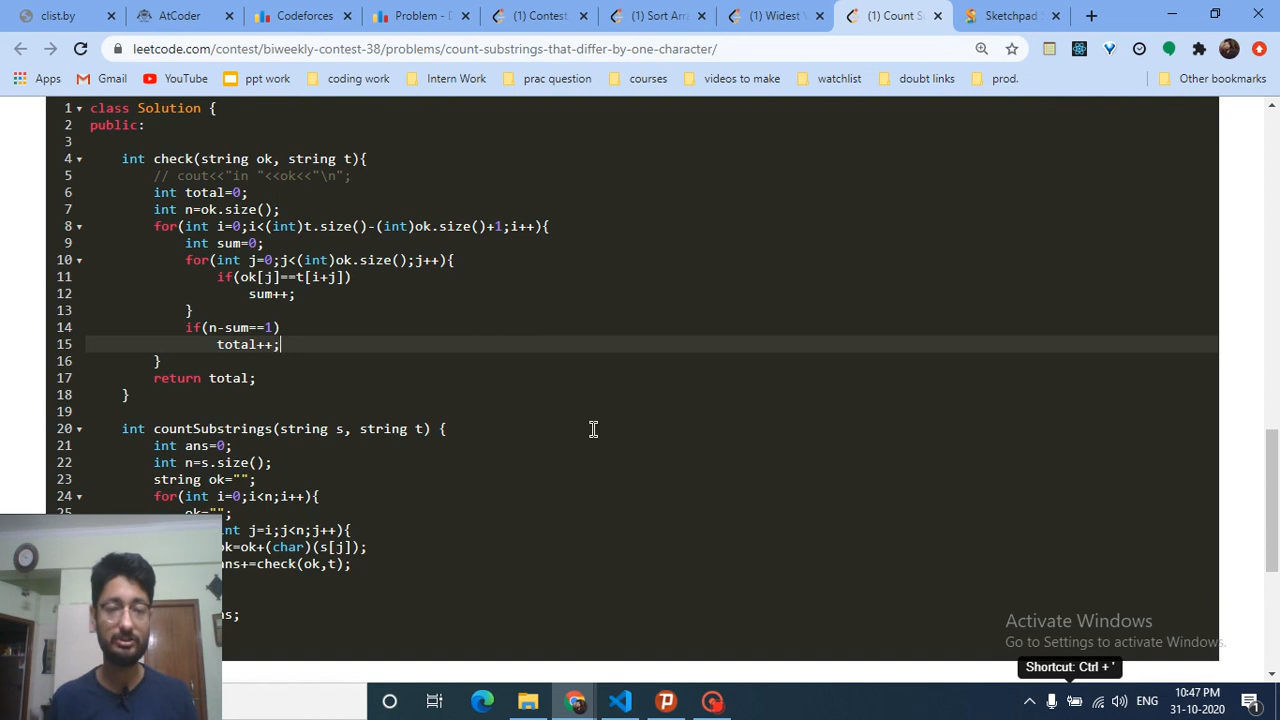 clist.by
AtCoder
Codeforces
Problem - D
(1) Contest
(1) Sort Arr
(1) Widest V
(1) Count S
Sketchpad
leetcode.com/contest/biweekly-contest-38/problems/count-substrings-that-differ-by-one-character/
Apps
Gmail
YouTube
ppt work
coding work
Intern Work
prac question
courses
videos to make
watchlist
doubt links
prod.
Other bookmarks
1 class Solution {
2 public:
3
4 int check(string ok, string t){
5 // cout<<"in "<<ok<<"\n";
6 int total=0;
7 int n=ok.size();
8 for(int i=0;i<(int)t.size()-(int)ok.size()+1;i++){
9 int sum=0;
10 for(int j=0;j<(int)ok.size();j++){
11 if(ok[j]==t[i+j])
12 sum++;
13 }
14 if(n-sum==1)
15 total++;
16 }
17 return total;
18 }
19
20 int countSubstrings(string s, string t) {
21 int ans=0;
22 int n=s.size();
23 string ok="";
24 for(int i=0;i<n;i++){
25 ok="";
int j=i;j<n;j++){
ok=ok+(char)(s[j]);
ans+=check(ok,t);
ans;
Activate Windows
Go to Settings to activate Windows.
Shortcut: Ctrl + '
ENG
10:47 PM
31-10-2020